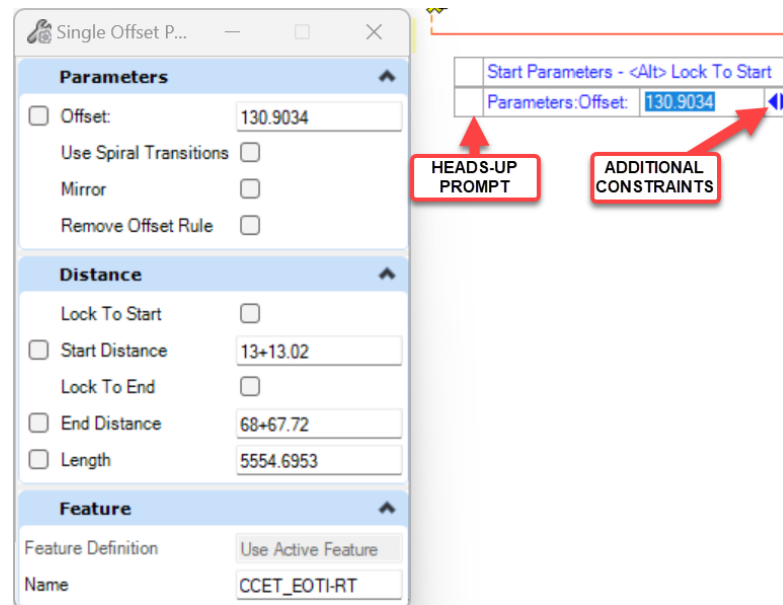 Single Offset P...
Parameters
Offset: 130.9034
Use Spiral Transitions
Mirror
Remove Offset Rule
Distance
Lock To Start
Start Distance 13+13.02
Lock To End
End Distance 68+67.72
Length 5554.6953
Feature
Feature Definition Use Active Feature
Name CCET_EOTI-RT
Start Parameters - <Alt> Lock To Start
Parameters:Offset: 130.9034
HEADS-UP
PROMPT
ADDITIONAL
CONSTRAINTS